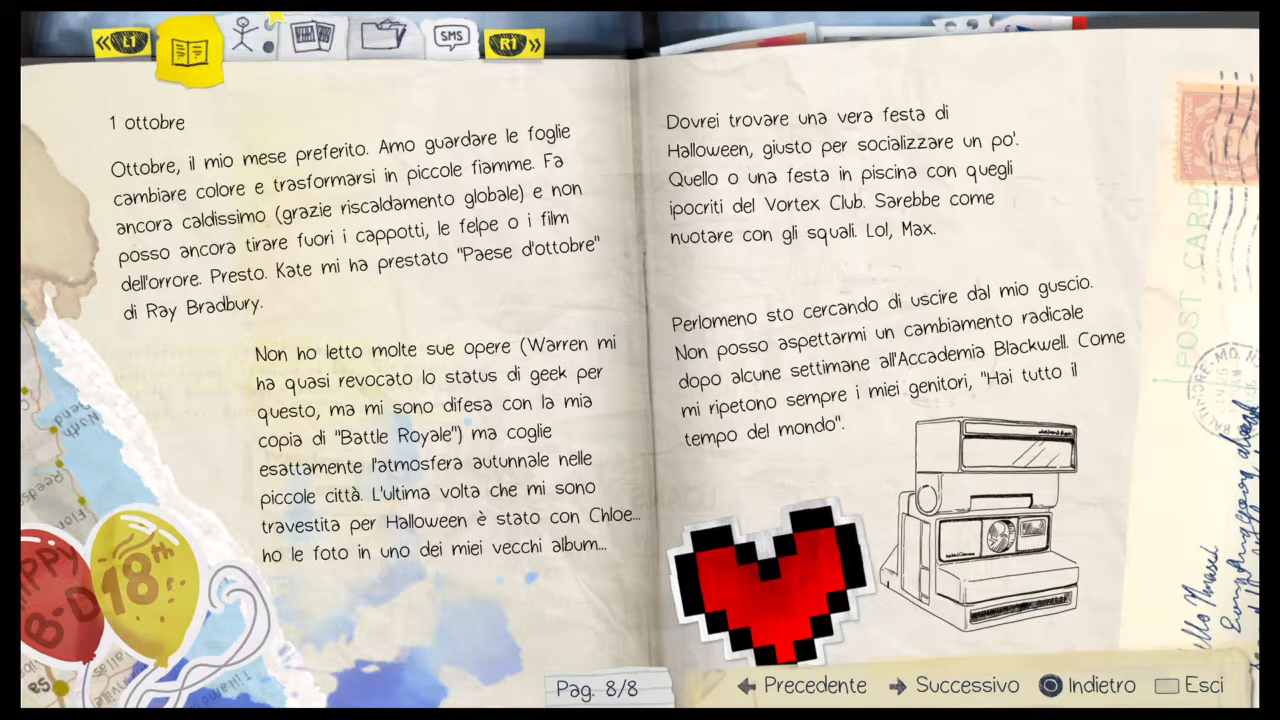 L1
SMS
R1
1 ottobre
Ottobre, il mio mese preferito. Amo guardare le foglie
cambiare colore e trasformarsi in piccole fiamme. Fa
ancora caldissimo (grazie riscaldamento globale) e non
posso ancora tirare fuori i cappotti, le felpe o i film
dell'orrore. Presto. Kate mi ha prestato "Paese d'ottobre"
di Ray Bradbury.
Non ho letto molte sue opere (Warren mi
ha quasi revocato lo status di geek per
questo, ma mi sono difesa con la mia
copia di "Battle Royale") ma coglie
esattamente l'atmosfera autunnale nelle
piccole città. L'ultima volta che mi sono
travestita per Halloween è stato con Chloe...
ho le foto in uno dei miei vecchi album...
Dovrei trovare una vera festa di
Halloween, giusto per socializzare un po'.
Quello o una festa in piscina con quegli
ipocriti del Vortex Club. Sarebbe come
nuotare con gli squali. Lol, Max.
Perlomeno sto cercando di uscire dal mio guscio.
Non posso aspettarmi un cambiamento radicale
dopo alcune settimane all'Accademia Blackwell. Come
mi ripetono sempre i miei genitori, "Hai tutto il
tempo del mondo".
HAPPY
B-D
18th
POST CARD
Pag. 8/8
Precedente
Successivo
Indietro
Esci